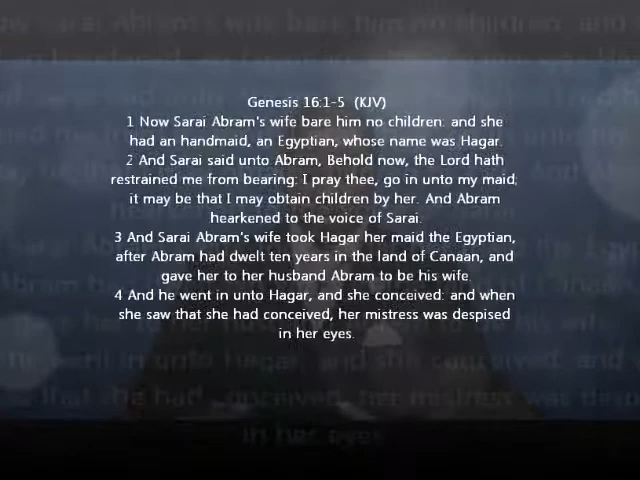 Genesis 16:1-5 (KJV)
1 Now Sarai Abram's wife bare him no children: and she
had an handmaid, an Egyptian, whose name was Hagar.
2 And Sarai said unto Abram, Behold now, the Lord hath
restrained me from bearing: I pray thee, go in unto my maid;
it may be that I may obtain children by her. And Abram
hearkened to the voice of Sarai.
3 And Sarai Abram's wife took Hagar her maid the Egyptian,
after Abram had dwelt ten years in the land of Canaan, and
gave her to her husband Abram to be his wife.
4 And he went in unto Hagar, and she conceived: and when
she saw that she had conceived, her mistress was despised
in her eyes.